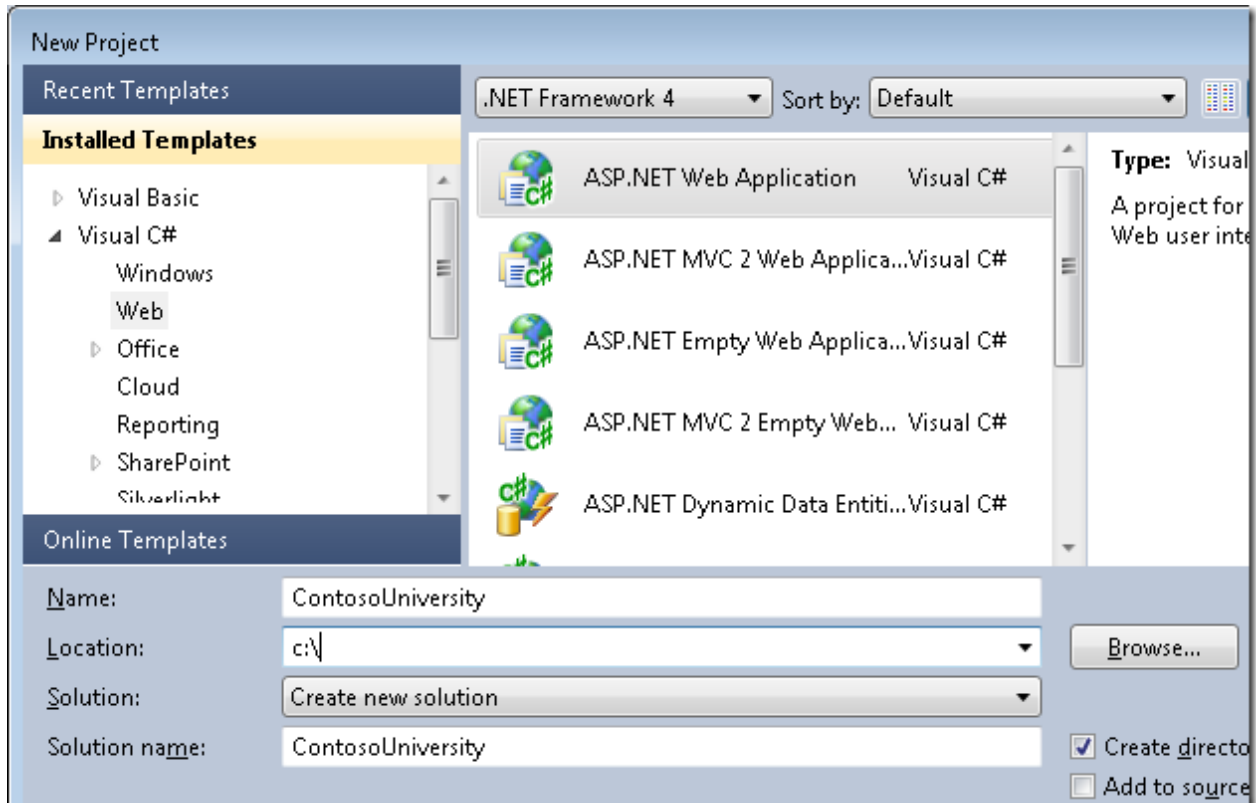 New Project
Recent Templates
Installed Templates
Visual Basic
Visual C#
Windows
Web
Office
Cloud
Reporting
SharePoint
Silverlight
Online Templates
.NET Framework 4
Sort by: Default
ASP.NET Web Application Visual C#
ASP.NET MVC 2 Web Applica...Visual C#
ASP.NET Empty Web Applica...Visual C#
ASP.NET MVC 2 Empty Web... Visual C#
ASP.NET Dynamic Data Entiti...Visual C#
Type: Visual
A project for
Web user inte
Name: ContosoUniversity
Location: c:\
Browse...
Solution: Create new solution
Solution name: ContosoUniversity
Create directo
Add to source